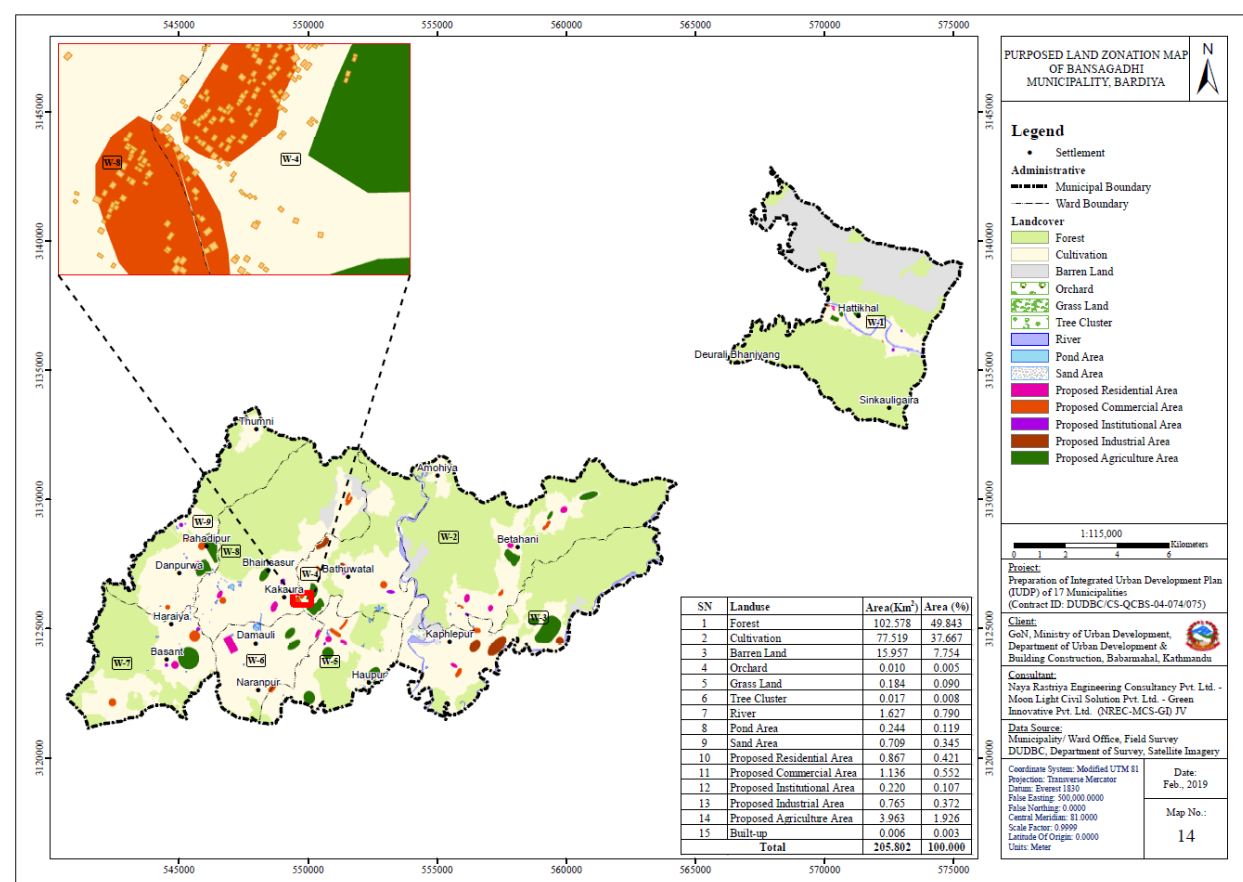 545000 550000 555000 560000 565000 570000 575000
3145000
3140000
3135000
3130000
3125000
3120000
W-8
W-4
Hattikhal
W-1
Deurali Bhanjyang
Sinkauligaira
Thumni
Amohiya
W-9
Rahadipur
W-8
W-2
Betahani
Bhainsasur
Danpurwa
W-4
Bathuwatal
Kakaura
W-3
Haraiya
Damauli
Kaphlepur
Basant
W-7
W-6
W-5
Haupur
Naranpur
SN Landuse Area(Km²) Area (%)
1 Forest 102.578 49.843
2 Cultivation 77.519 37.667
3 Barren Land 15.957 7.754
4 Orchard 0.010 0.005
5 Grass Land 0.184 0.090
6 Tree Cluster 0.017 0.008
7 River 1.627 0.790
8 Pond Area 0.244 0.119
9 Sand Area 0.709 0.345
10 Proposed Residential Area 0.867 0.421
11 Proposed Commercial Area 1.136 0.552
12 Proposed Institutional Area 0.220 0.107
13 Proposed Industrial Area 0.765 0.372
14 Proposed Agriculture Area 3.963 1.926
15 Built-up 0.006 0.003
Total 205.802 100.000
3145000
3140000
3135000
3130000
3125000
3120000
545000 550000 555000 560000 565000 570000 575000
PURPOSED LAND ZONATION MAP
OF BANSAGADHI
MUNICIPALITY, BARDIYA
N
Legend
Settlement
Administrative
Municipal Boundary
Ward Boundary
Landcover
Forest
Cultivation
Barren Land
Orchard
Grass Land
Tree Cluster
River
Pond Area
Sand Area
Proposed Residential Area
Proposed Commercial Area
Proposed Institutional Area
Proposed Industrial Area
Proposed Agriculture Area
1:115,000
Kilometers
0 1 2 4 6
Project:
Preparation of Integrated Urban Development Plan
(IUDP) of 17 Municipalities
(Contract ID: DUDBC/CS-QCBS-04-074/075)
Client:
GoN, Ministry of Urban Development,
Department of Urban Development &
Building Construction, Babarmahal, Kathmandu
Consultant:
Naya Rastriya Engineering Consultancy Pvt. Ltd. -
Moon Light Civil Solution Pvt. Ltd. - Green
Innovative Pvt. Ltd. (NREC-MCS-GI) JV
Data Source:
Municipality/ Ward Office, Field Survey
DUDBC, Department of Survey, Satellite Imagery
Coordinate System: Modified UTM 81
Projection: Transverse Mercator
Datum: Everest 1830
False Easting: 500,000.0000
False Northing: 0.0000
Central Meridian: 81.0000
Scale Factor: 0.9999
Latitude Of Origin: 0.0000
Units: Meter
Date:
Feb., 2019
Map No.:
14